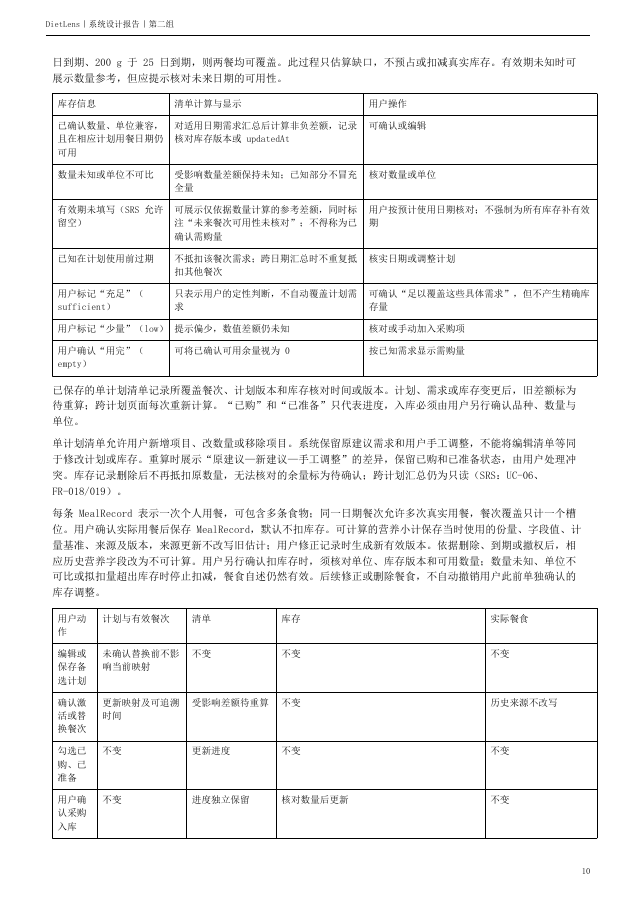 DietLens | 系统设计报告 | 第二组
日到期、200 g 于 25 日到期，则两餐均可覆盖。此过程只估算缺口，不预占或扣减真实库存。有效期未知时可
展示数量参考，但应提示核对未来日期的可用性。
库存信息 清单计算与显示 用户操作
已确认数量、单位兼容，
且在相应计划用餐日期仍
可用
对适用日期需求汇总后计算非负差额，记录
核对库存版本或 updatedAt
可确认或编辑
数量未知或单位不可比
受影响数量差额保持未知；已知部分不冒充
全量
核对数量或单位
有效期未填写（SRS 允许
留空）
可展示仅依据数量计算的参考差额，同时标
注“未来餐次可用性未核对”；不得称为已
确认需购量
用户按预计使用日期核对；不强制为所有库存补有效
期
已知在计划使用前过期
不抵扣该餐次需求；跨日期汇总时不重复抵
扣其他餐次
核实日期或调整计划
用户标记“充足”（
sufficient）
只表示用户的定性判断，不自动覆盖计划需
求
可确认“足以覆盖这些具体需求”，但不产生精确库
存量
用户标记“少量”（low） 提示偏少，数值差额仍未知 核对或手动加入采购项
用户确认“用完”（
empty）
可将已确认可用余量视为 0
按已知需求显示需购量
已保存的单计划清单记录所覆盖餐次、计划版本和库存核对时间或版本。计划、需求或库存变更后，旧差额标为
待重算；跨计划页面每次重新计算。“已购”和“已准备”只代表进度，入库必须由用户另行确认品种、数量与
单位。
单计划清单允许用户新增项目、改数量或移除项目。系统保留原建议需求和用户手工调整，不能将编辑清单等同
于修改计划或库存。重算时展示“原建议—新建议—手工调整”的差异，保留已购和已准备状态，由用户处理冲
突。库存记录删除后不再抵扣原数量，无法核对的余量标为待确认；跨计划汇总仍为只读（SRS：UC-06、
FR-018/019）。
每条 MealRecord 表示一次个人用餐，可包含多条食物；同一日期餐次允许多次真实用餐，餐次覆盖只计一个槽
位。用户确认实际用餐后保存 MealRecord，默认不扣库存。可计算的营养小计保存当时使用的份量、字段值、计
量基准、来源及版本，来源更新不改写旧估计；用户修正记录时生成新有效版本。依据删除、到期或撤权后，相
应历史营养字段改为不可计算。用户另行确认扣库存时，须核对单位、库存版本和可用数量；数量未知、单位不
可比或拟扣量超出库存时停止扣减，餐食自述仍然有效。后续修正或删除餐食，不自动撤销用户此前单独确认的
库存调整。
用户动
作
计划与有效餐次 清单 库存 实际餐食
编辑或
保存备
选计划
未确认替换前不影
响当前映射
不变 不变 不变
确认激
活或替
换餐次
更新映射及可追溯
时间
受影响差额待重算 不变 历史来源不改写
勾选已
购、已
准备
不变 更新进度 不变 不变
用户确
认采购
入库
不变 进度独立保留 核对数量后更新 不变
10